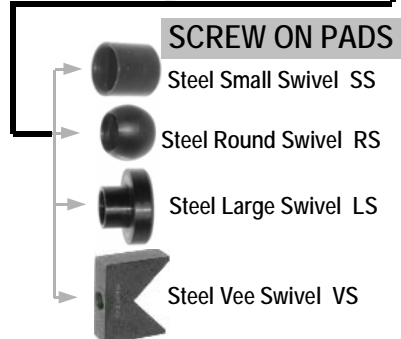 SCREW ON PADS
Steel Small Swivel SS
Steel Round Swivel RS
Steel Large Swivel LS
Steel Vee Swivel VS